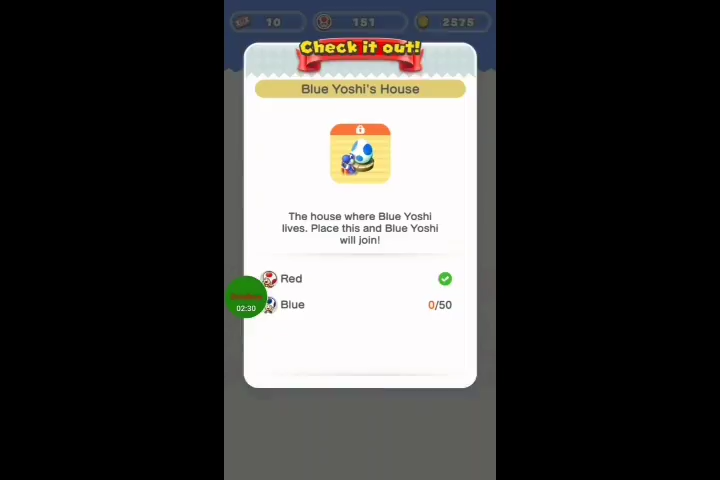 10 151 2575
Check it out!
Blue Yoshi's House
The house where Blue Yoshi
lives. Place this and Blue Yoshi
will join!
Red
Blue 0/50
02:30